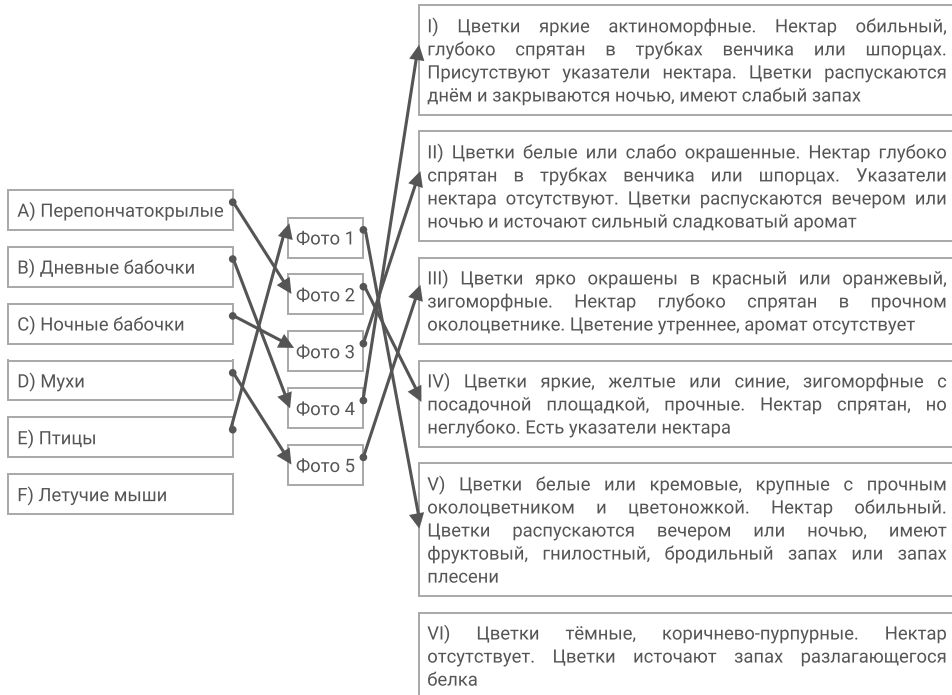 A) Перепончатокрылые
B) Дневные бабочки
C) Ночные бабочки
D) Мухи
E) Птицы
F) Летучие мыши
Фото 1
Фото 2
Фото 3
Фото 4
Фото 5
I) Цветки яркие актиноморфные. Нектар обильный,
глубоко спрятан в трубках венчика или шпорцах.
Присутствуют указатели нектара. Цветки распускаются
днём и закрываются ночью, имеют слабый запах
II) Цветки белые или слабо окрашенные. Нектар глубоко
спрятан в трубках венчика или шпорцах. Указатели
нектара отсутствуют. Цветки распускаются вечером или
ночью и источают сильный сладковатый аромат
III) Цветки ярко окрашены в красный или оранжевый,
зигоморфные. Нектар глубоко спрятан в прочном
околоцветнике. Цветение утреннее, аромат отсутствует
IV) Цветки яркие, желтые или синие, зигоморфные с
посадочной площадкой, прочные. Нектар спрятан, но
неглубоко. Есть указатели нектара
V) Цветки белые или кремовые, крупные с прочным
околоцветником и цветоножкой. Нектар обильный.
Цветки распускаются вечером или ночью, имеют
фруктовый, гнилостный, бродильный запах или запах
плесени
VI) Цветки тёмные, коричнево-пурпурные. Нектар
отсутствует. Цветки источают запах разлагающегося
белка